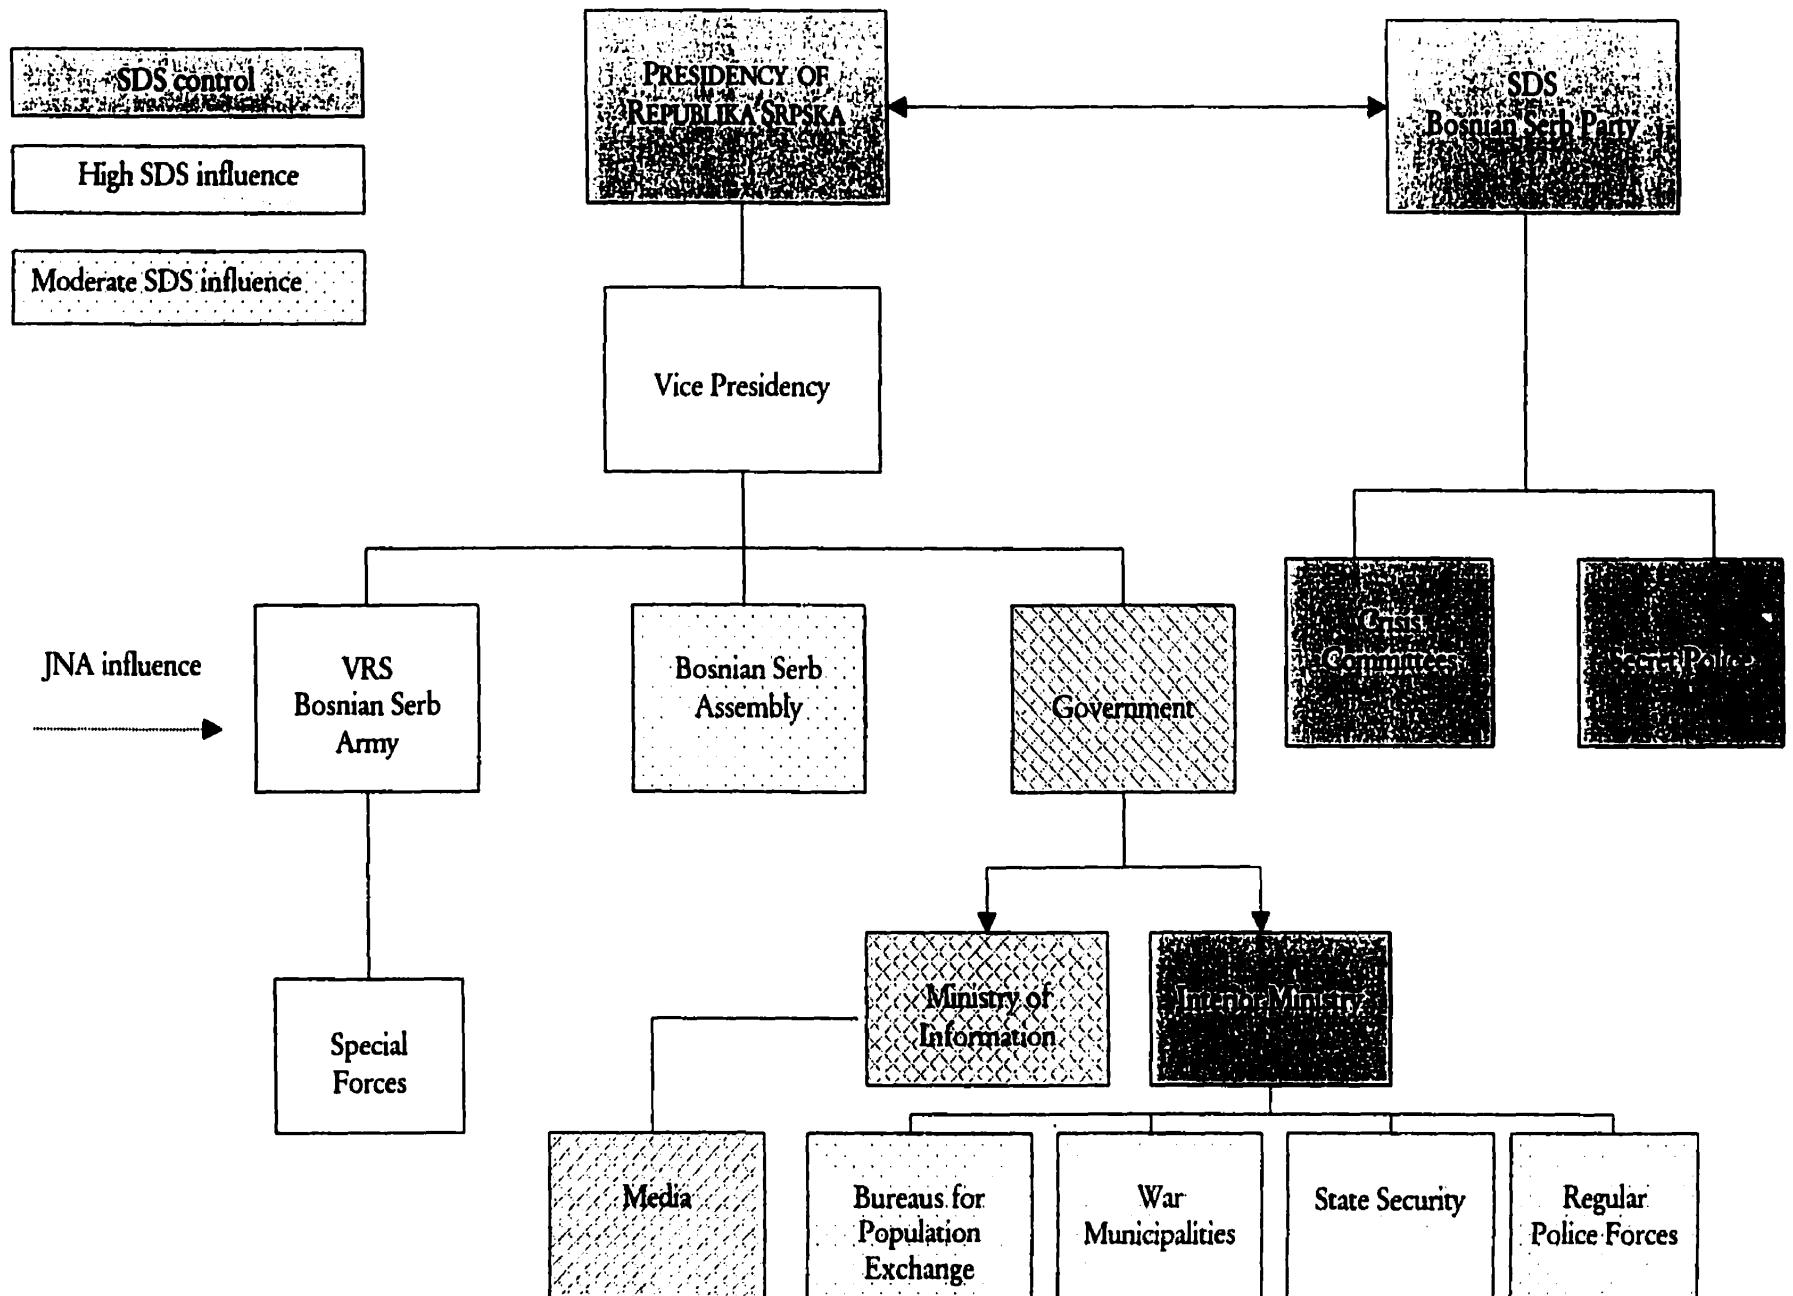 SDS control
High SDS influence
Moderate SDS influence
PRESIDENCY OF
REPUBLIKA SRPSKA
SDS
Bosnian Serb Party
Vice Presidency
JNA influence
VRS
Bosnian Serb
Army
Bosnian Serb
Assembly
Government
Crisis
Committees
Secret Police
Special
Forces
Ministry of
Information
Interior Ministry
Media
Bureaus for
Population
Exchange
War
Municipalities
State Security
Regular
Police Forces